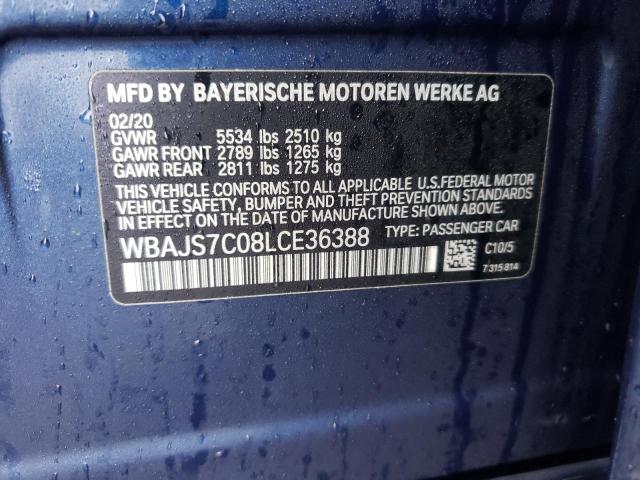 MFD BY BAYERISCHE MOTOREN WERKE AG
02/20
GVWR 5534 lbs 2510 kg
GAWR FRONT 2789 lbs 1265 kg
GAWR REAR 2811 lbs 1275 kg
THIS VEHICLE CONFORMS TO ALL APPLICABLE U.S.FEDERAL MOTOR
VEHICLE SAFETY, BUMPER AND THEFT PREVENTION STANDARDS
IN EFFECT ON THE DATE OF MANUFACTURE SHOWN ABOVE.
WBAJS7C08LCE36388 TYPE: PASSENGER CAR
C10/5
7 315 814